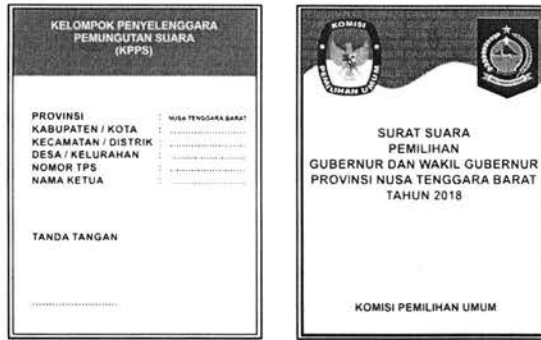 KELOMPOK PENYELENGGARA
PEMUNGUTAN SUARA
(KPPS)
PROVINSI : NUSA TENGGARA BARAT
KABUPATEN / KOTA :
KECAMATAN / DISTRIK :
DESA / KELURAHAN :
NOMOR TPS :
NAMA KETUA :
TANDA TANGAN
KOMISI
PEMILIHAN UMUM
SURAT SUARA
PEMILIHAN
GUBERNUR DAN WAKIL GUBERNUR
PROVINSI NUSA TENGGARA BARAT
TAHUN 2018
KOMISI PEMILIHAN UMUM